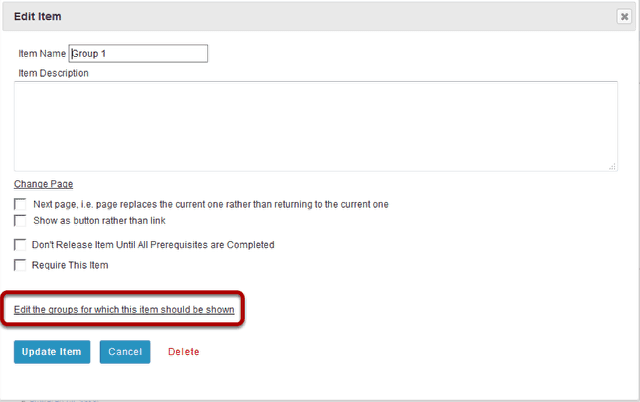 Edit Item
Item Name Group 1
Item Description
Change Page
Next page, i.e. page replaces the current one rather than returning to the current one
Show as button rather than link
Don't Release Item Until All Prerequisites are Completed
Require This Item
Edit the groups for which this item should be shown
Update Item Cancel Delete